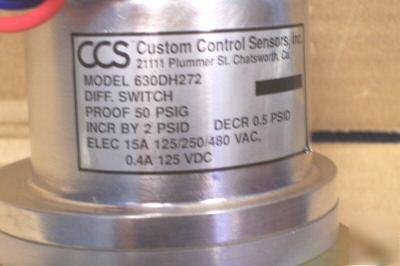 CCS Custom Control Sensors, Inc.
21111 Plummer St. Chatsworth, Ca.
MODEL 630DH272
DIFF. SWITCH
PROOF 50 PSIG
INCR BY 2 PSID DECR 0.5 PSID
ELEC 15A 125/250/480 VAC,
0.4A 125 VDC